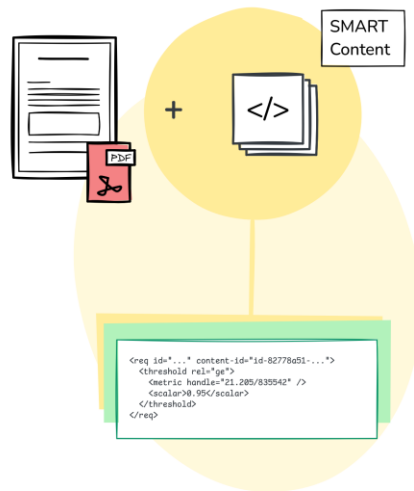 SMART
Content
+
</>
PDF
<req id="..." content-id="id-82778a51-...">
  <threshold rel="ge">
    <metric handle="21.205/835542" />
    <scalar>0.95</scalar>
  </threshold>
</req>